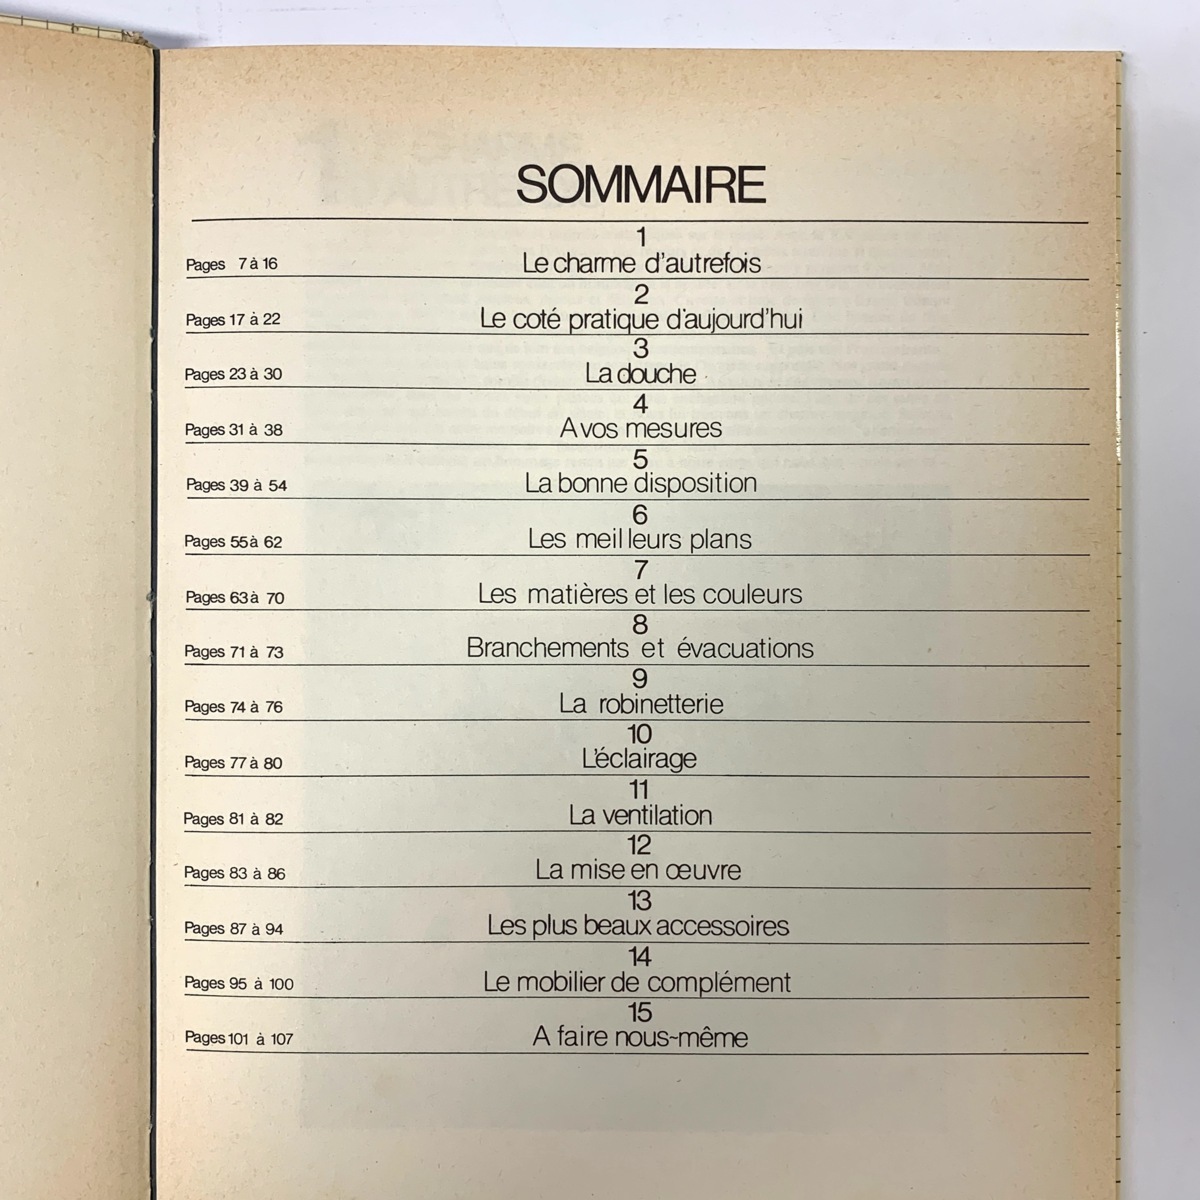 SOMMAIRE
1
Pages 7 à 16 Le charme d'autrefois
2
Pages 17 à 22 Le coté pratique d'aujourd'hui
3
Pages 23 à 30 La douche
4
Pages 31 à 38 A vos mesures
5
Pages 39 à 54 La bonne disposition
6
Pages 55 à 62 Les meilleurs plans
7
Pages 63 à 70 Les matières et les couleurs
8
Pages 71 à 73 Branchements et évacuations
9
Pages 74 à 76 La robinetterie
10
Pages 77 à 80 L'éclairage
11
Pages 81 à 82 La ventilation
12
Pages 83 à 86 La mise en œuvre
13
Pages 87 à 94 Les plus beaux accessoires
14
Pages 95 à 100 Le mobilier de complément
15
Pages 101 à 107 A faire nous-même